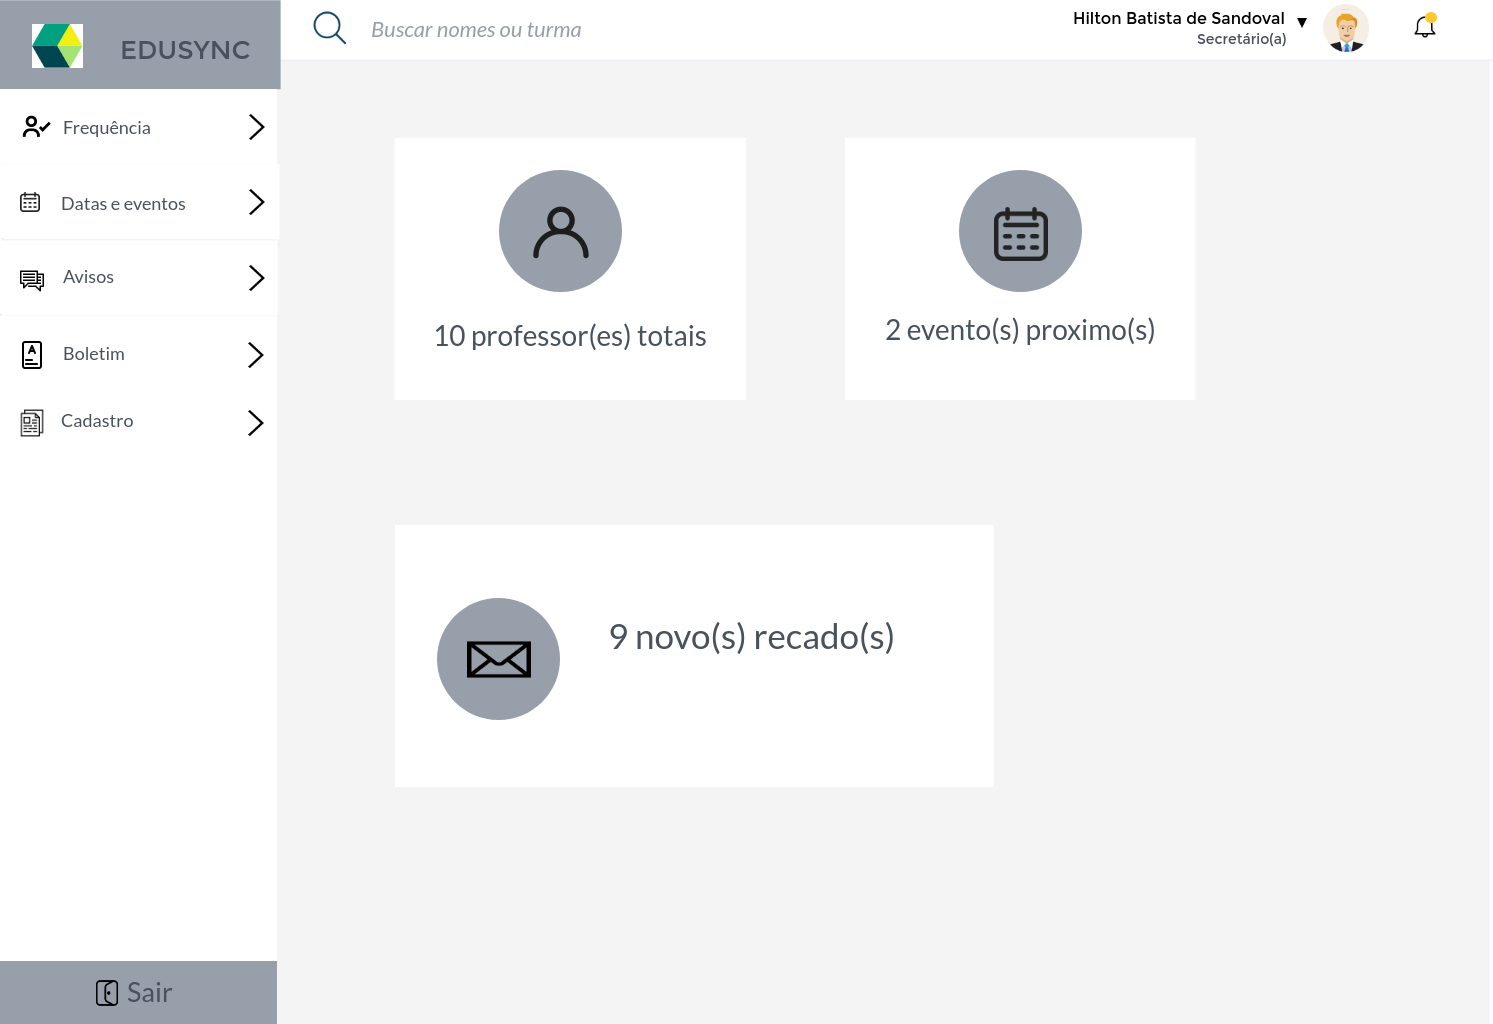 EDUSYNC
Buscar nomes ou turma
Hilton Batista de Sandoval ▼
Secretário(a)
Frequência
Datas e eventos
Avisos
Boletim
Cadastro
10 professor(es) totais
2 evento(s) proximo(s)
9 novo(s) recado(s)
Sair